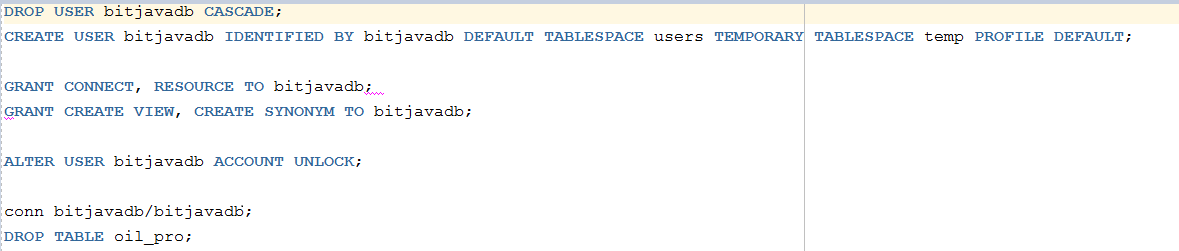 DROP USER bitjavadb CASCADE;
CREATE USER bitjavadb IDENTIFIED BY bitjavadb DEFAULT TABLESPACE users TEMPORARY TABLESPACE temp PROFILE DEFAULT;
GRANT CONNECT, RESOURCE TO bitjavadb;
GRANT CREATE VIEW, CREATE SYNONYM TO bitjavadb;
ALTER USER bitjavadb ACCOUNT UNLOCK;
conn bitjavadb/bitjavadb;
DROP TABLE oil_pro;